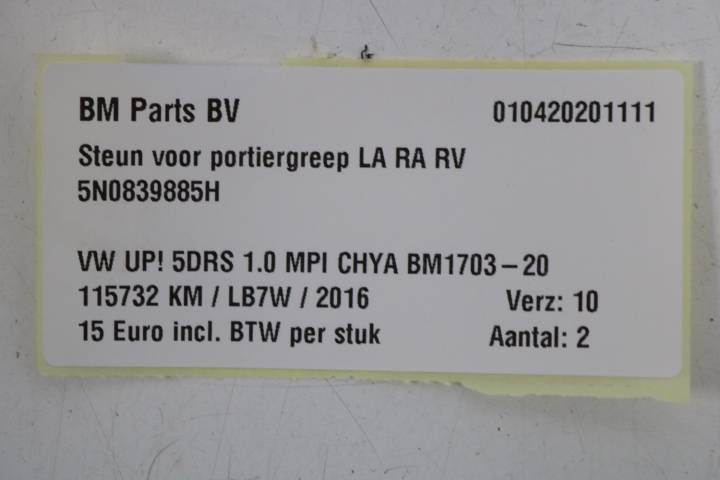 BM Parts BV 010420201111
Steun voor portiergreep LA RA RV
5N0839885H
VW UP! 5DRS 1.0 MPI CHYA BM1703-20
115732 KM / LB7W / 2016 Verz: 10
15 Euro incl. BTW per stuk Aantal: 2